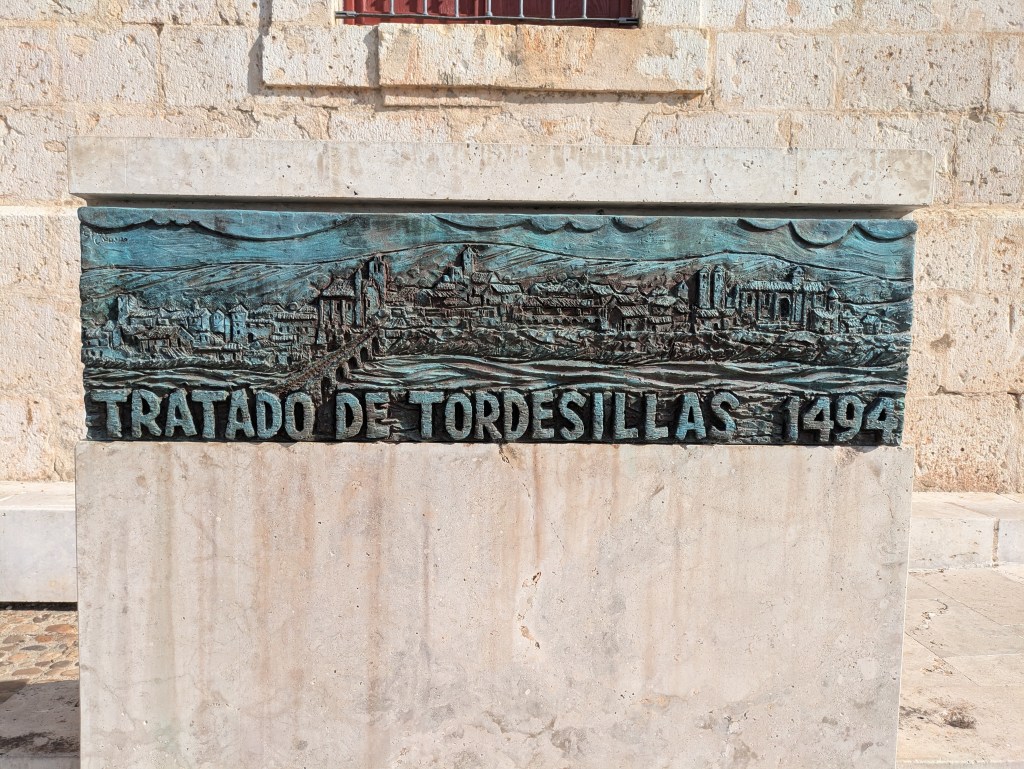 TRATADO DE TORDESILLAS 1494